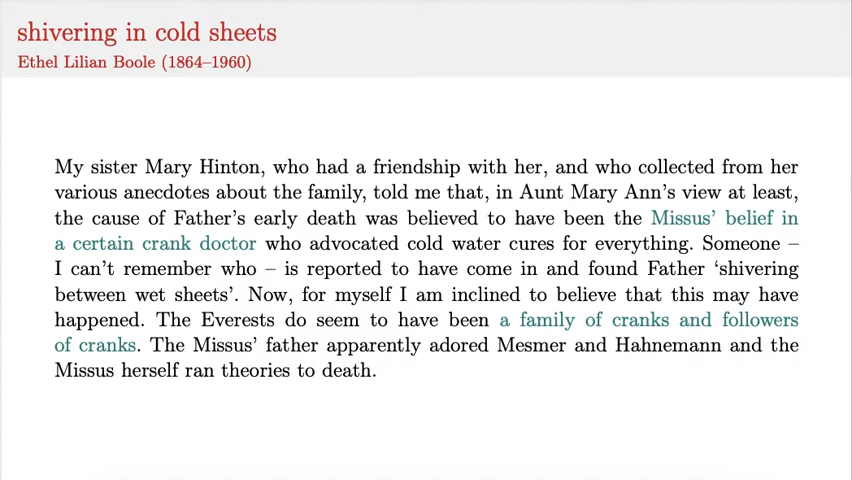 shivering in cold sheets
Ethel Lilian Boole (1864–1960)
My sister Mary Hinton, who had a friendship with her, and who collected from her
various anecdotes about the family, told me that, in Aunt Mary Ann’s view at least,
the cause of Father’s early death was believed to have been the Missus’ belief in
a certain crank doctor who advocated cold water cures for everything. Someone –
I can’t remember who – is reported to have come in and found Father ‘shivering
between wet sheets’. Now, for myself I am inclined to believe that this may have
happened. The Everests do seem to have been a family of cranks and followers
of cranks. The Missus’ father apparently adored Mesmer and Hahnemann and the
Missus herself ran theories to death.